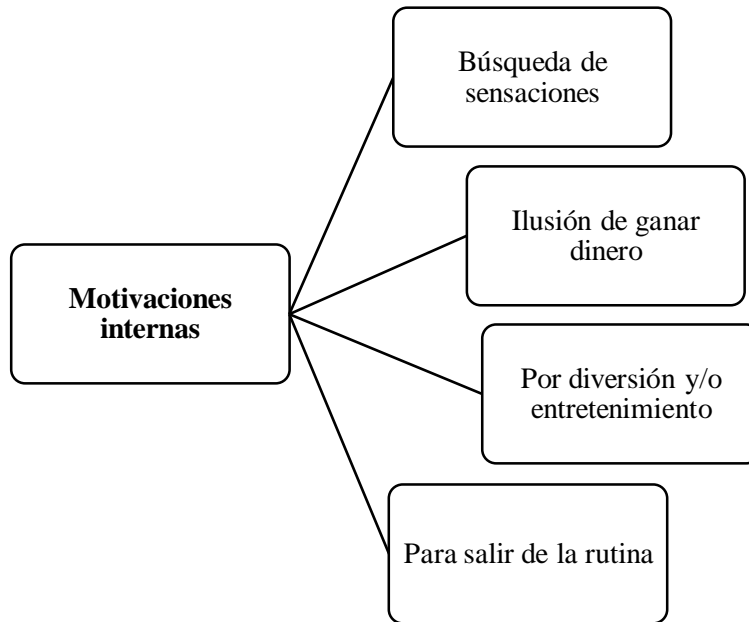 Búsqueda de
sensaciones
Ilusión de ganar
dinero
Motivaciones
internas
Por diversión y/o
entretenimiento
Para salir de la rutina